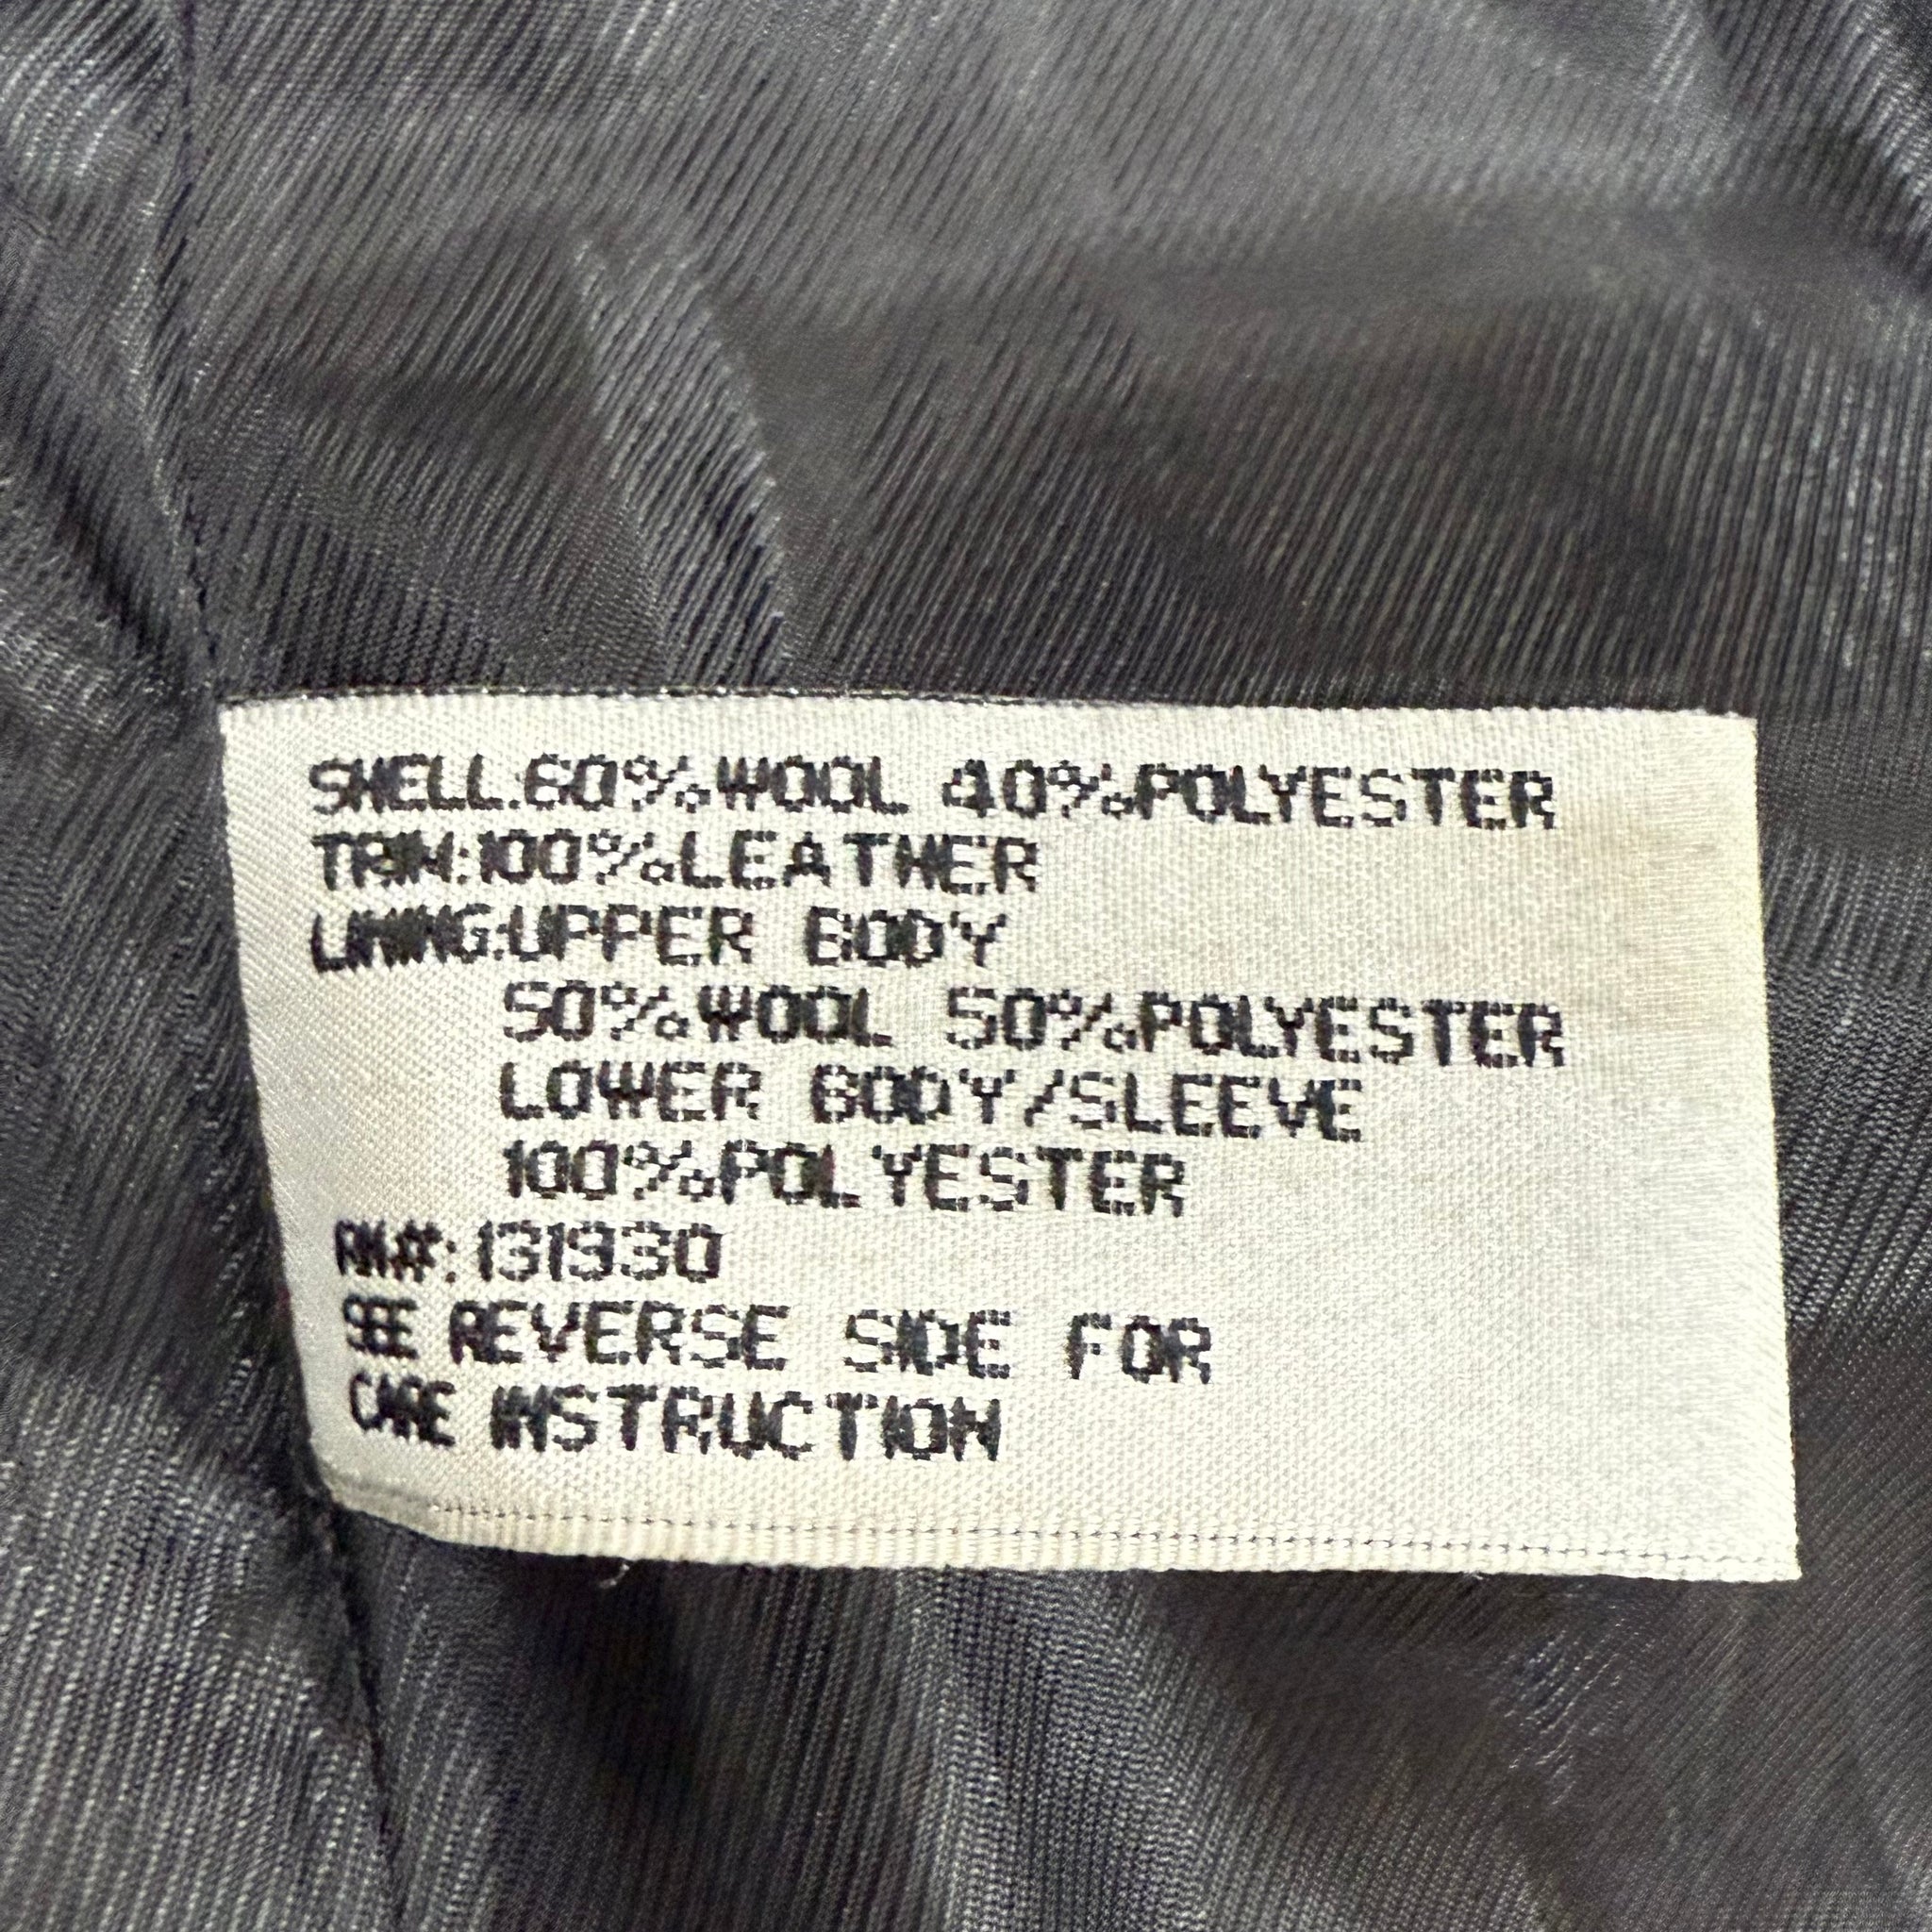 SHELL:60%WOOL 40%POLYESTER
TRIM:100%LEATHER
LINING:UPPER BODY
50%WOOL 50%POLYESTER
LOWER BODY/SLEEVE
100%POLYESTER
RN#:131930
SEE REVERSE SIDE FOR
CARE INSTRUCTION